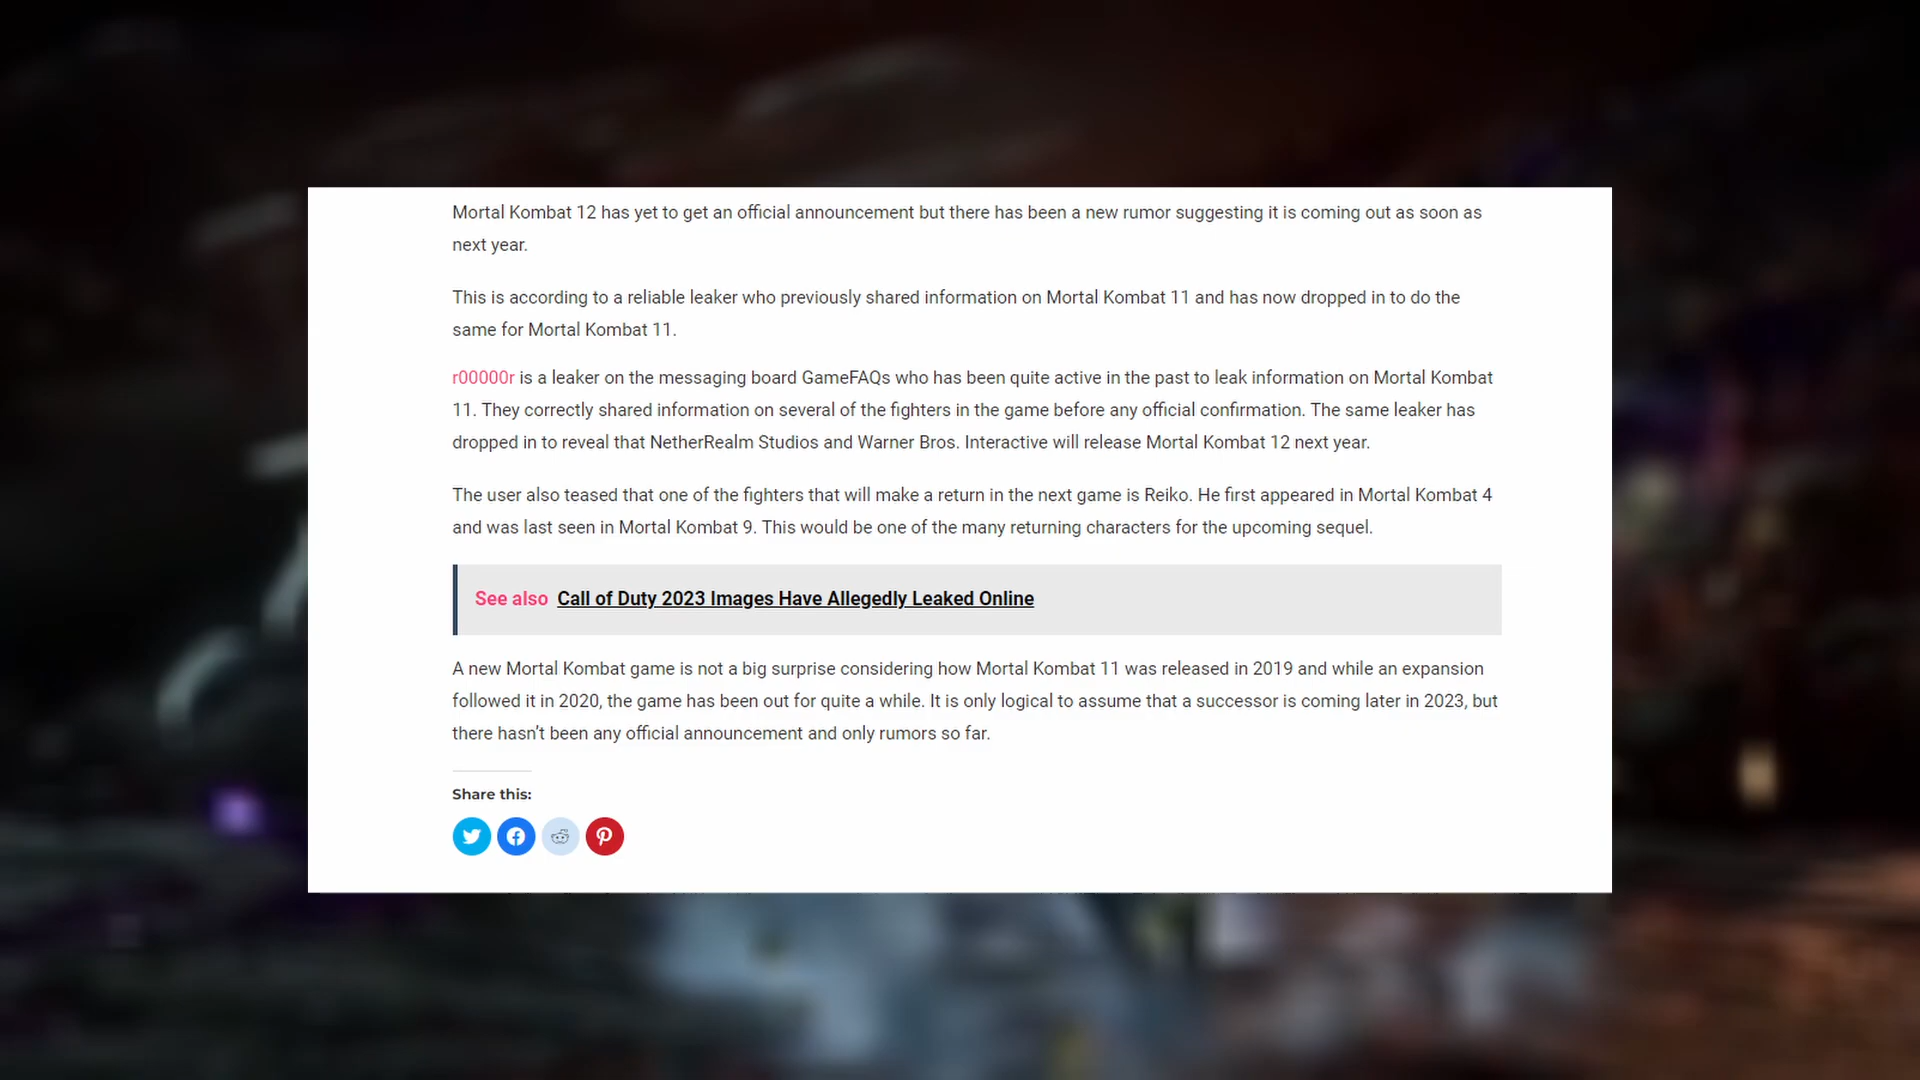 Mortal Kombat 12 has yet to get an official announcement but there has been a new rumor suggesting it is coming out as soon as
next year.
This is according to a reliable leaker who previously shared information on Mortal Kombat 11 and has now dropped in to do the
same for Mortal Kombat 11.
r00000r is a leaker on the messaging board GameFAQs who has been quite active in the past to leak information on Mortal Kombat
11. They correctly shared information on several of the fighters in the game before any official confirmation. The same leaker has
dropped in to reveal that NetherRealm Studios and Warner Bros. Interactive will release Mortal Kombat 12 next year.
The user also teased that one of the fighters that will make a return in the next game is Reiko. He first appeared in Mortal Kombat 4
and was last seen in Mortal Kombat 9. This would be one of the many returning characters for the upcoming sequel.
See also Call of Duty 2023 Images Have Allegedly Leaked Online
A new Mortal Kombat game is not a big surprise considering how Mortal Kombat 11 was released in 2019 and while an expansion
followed it in 2020, the game has been out for quite a while. It is only logical to assume that a successor is coming later in 2023, but
there hasn’t been any official announcement and only rumors so far.
Share this: